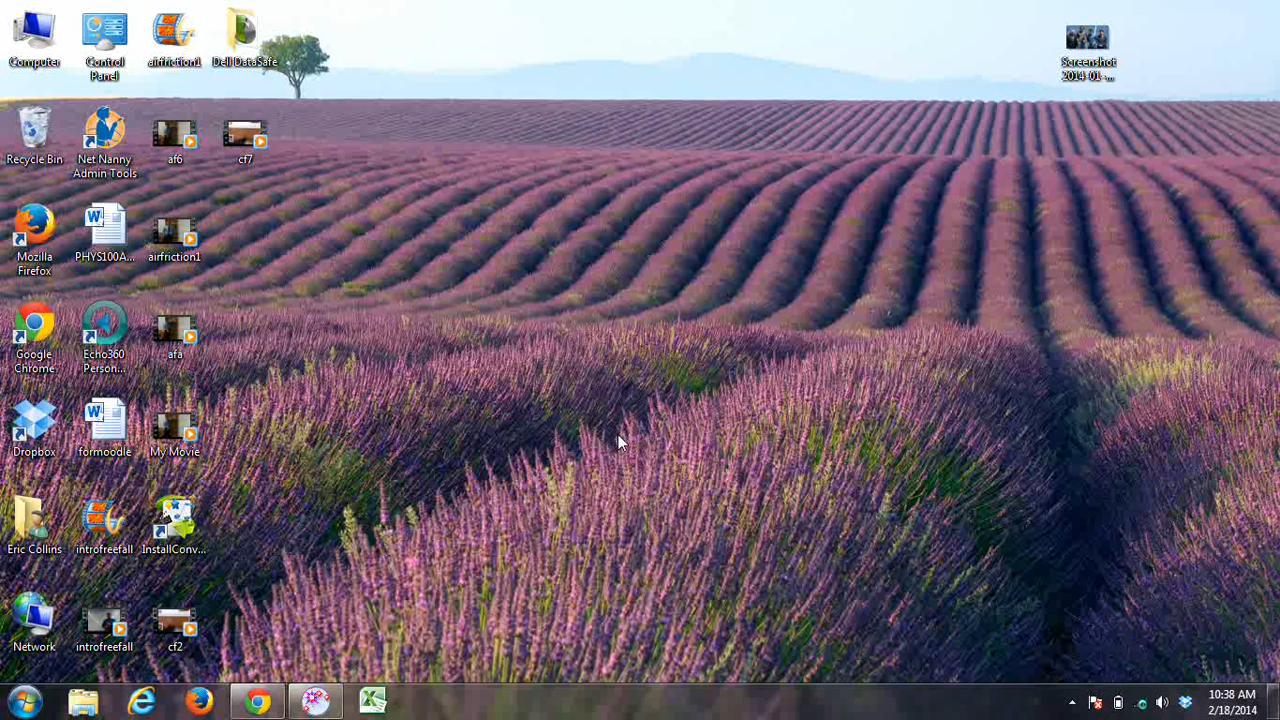 Computer
Control
Panel
airfriction1
Dell DataSafe
Screenshot
2014-01-...
Recycle Bin
Net Nanny
Admin Tools
af6
cf7
Mozilla
Firefox
PHYS100A...
airfriction1
Google
Chrome
Echo360
Person...
afa
Dropbox
formoodle
My Movie
Eric Collins
introfreefall
InstallConv...
Network
introfreefall
cf2
10:38 AM
2/18/2014